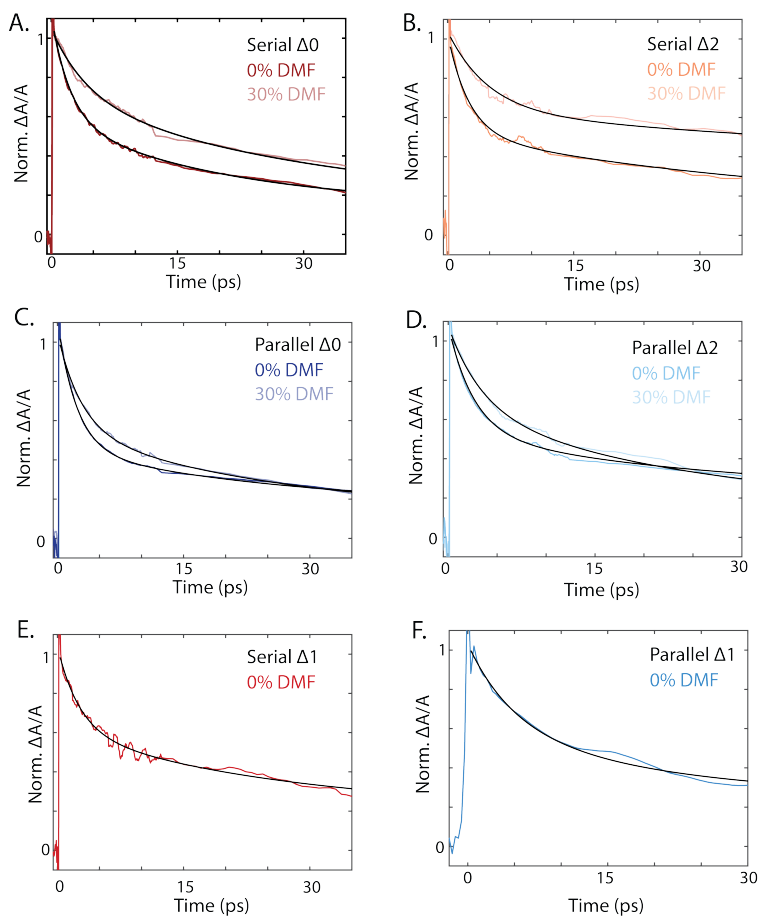 A.
Serial Δ0
0% DMF
30% DMF
Norm. ΔA/A
1
0
0
15
30
Time (ps)
B.
Serial Δ2
0% DMF
30% DMF
Norm. ΔA/A
1
0
0
15
30
Time (ps)
C.
Parallel Δ0
0% DMF
30% DMF
Norm. ΔA/A
1
0
0
15
30
Time (ps)
D.
Parallel Δ2
0% DMF
30% DMF
Norm. ΔA/A
1
0
0
15
30
Time (ps)
E.
Serial Δ1
0% DMF
Norm. ΔA/A
1
0
0
15
30
Time (ps)
F.
Parallel Δ1
0% DMF
Norm. ΔA/A
1
0
0
15
30
Time (ps)